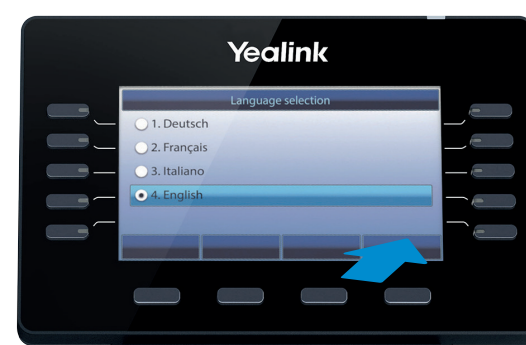 Yealink
Language selection
1. Deutsch
2. Français
3. Italiano
4. English